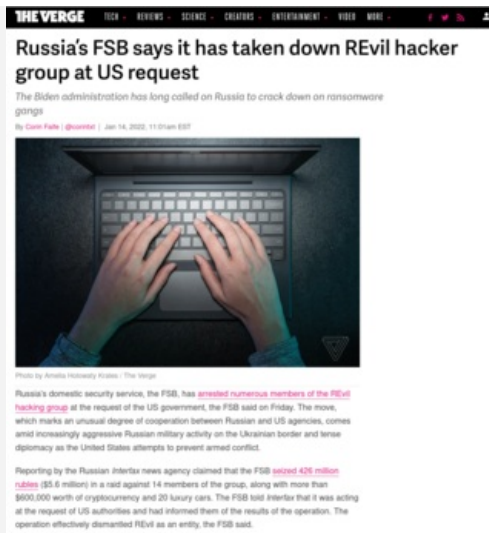 THE VERGE TECH REVIEWS SCIENCE CREATORS ENTERTAINMENT VIDEO MORE
Russia's FSB says it has taken down REvil hacker
group at US request
The Biden administration has long called on Russia to crack down on ransomware
gangs
By Corin Faife | @corintxt | Jan 14, 2022, 11:01am EST
Photo by Amelia Holowaty Krales / The Verge
Russia's domestic security service, the FSB, has arrested numerous members of the REvil
hacking group at the request of the US government, the FSB said on Friday. The move,
which marks an unusual degree of cooperation between Russian and US agencies, comes
amid increasingly aggressive Russian military activity on the Ukrainian border and tense
diplomacy as the United States attempts to prevent armed conflict.
Reporting by the Russian Interfax news agency claimed that the FSB seized 426 million
rubles ($5.6 million) in a raid against 14 members of the group, along with more than
$600,000 worth of cryptocurrency and 20 luxury cars. The FSB told Interfax that it was acting
at the request of US authorities and had informed them of the results of the operation. The
operation effectively dismantled REvil as an entity, the FSB said.